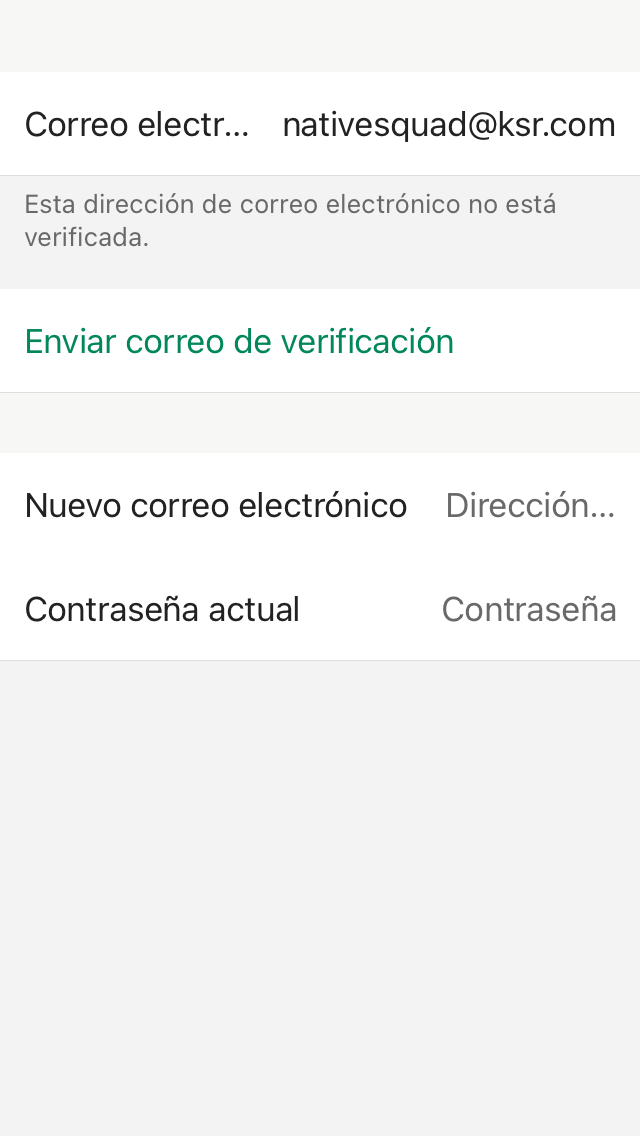 Correo electr... nativesquad@ksr.com
Esta dirección de correo electrónico no está
verificada.
Enviar correo de verificación
Nuevo correo electrónico Dirección...
Contraseña actual Contraseña